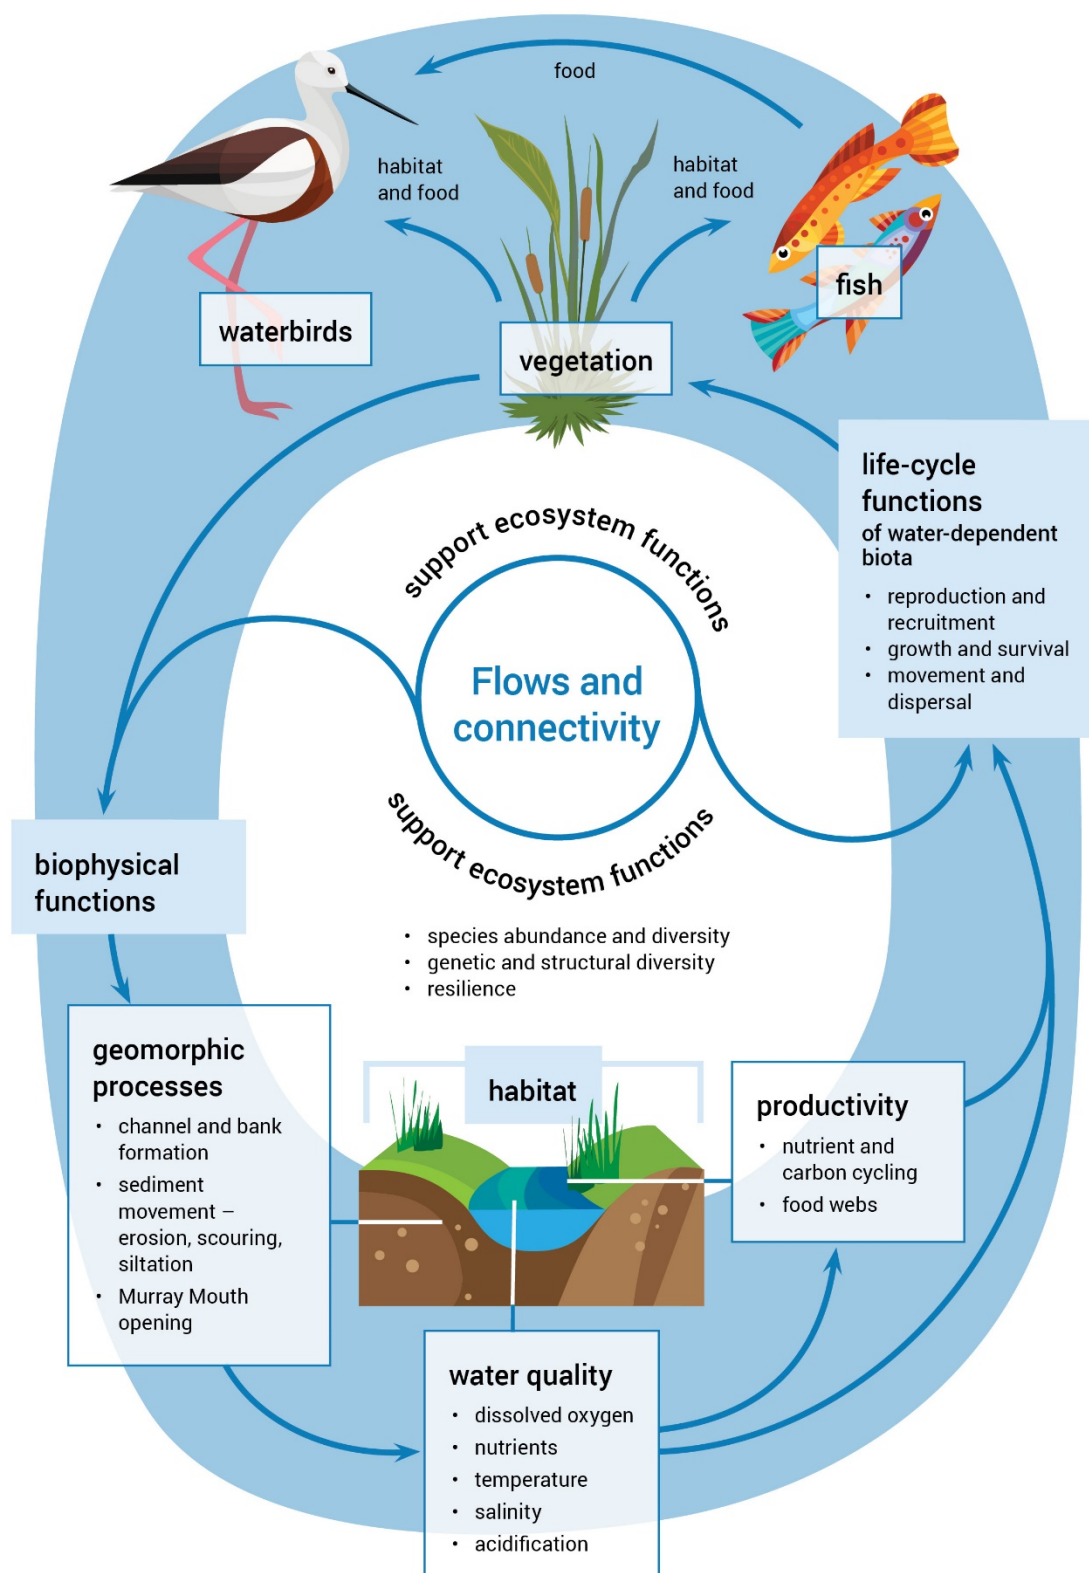 food
habitat
and food
habitat
and food
waterbirds
vegetation
fish
life-cycle
functions
of water-dependent
biota
• reproduction and
recruitment
• growth and survival
• movement and
dispersal
support ecosystem functions
Flows and
connectivity
support ecosystem functions
• species abundance and diversity
• genetic and structural diversity
• resilience
biophysical
functions
geomorphic
processes
• channel and bank
formation
• sediment
movement –
erosion, scouring,
siltation
• Murray Mouth
opening
habitat
productivity
• nutrient and
carbon cycling
• food webs
water quality
• dissolved oxygen
• nutrients
• temperature
• salinity
• acidification